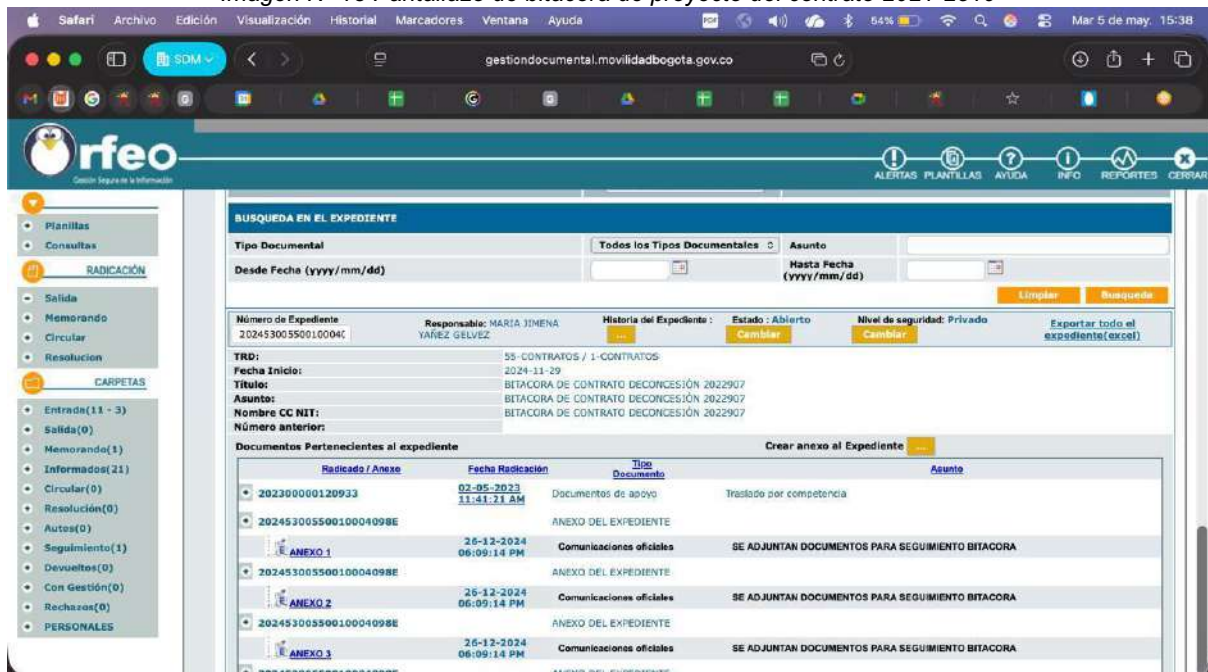 Safari Archivo Edición Visualización Historial Marcadores Ventana Ayuda PDF 54% Mar 5 de may. 15:38
SDM gestiondocumental.movilidadbogota.gov.co
Orfeo
Gestión Segura de la Información
ALERTAS PLANTILLAS AYUDA INFO REPORTES CERRAR
Planillas
Consultas
RADICACIÓN
Salida
Memorando
Circular
Resolucion
CARPETAS
Entrada(11 - 3)
Salida(0)
Memorando(1)
Informados(21)
Circular(0)
Resolución(0)
Autos(0)
Seguimiento(1)
Devueltos(0)
Con Gestión(0)
Rechazos(0)
PERSONALES
BUSQUEDA EN EL EXPEDIENTE
Tipo Documental Todos los Tipos Documentales Asunto
Desde Fecha (yyyy/mm/dd) Hasta Fecha (yyyy/mm/dd)
Limpiar Busqueda
Número de Expediente Responsable: MARIA JIMENA YAÑEZ GELVEZ Historia del Expediente : ... Estado : Abierto Cambiar Nivel de seguridad: Privado Cambiar Exportar todo el expediente(excel)
TRD: 55-CONTRATOS / 1-CONTRATOS
Fecha Inicio: 2024-11-29
Título: BITACORA DE CONTRATO DECONCESIÓN 2022907
Asunto: BITACORA DE CONTRATO DECONCESIÓN 2022907
Nombre CC NIT: BITACORA DE CONTRATO DECONCESIÓN 2022907
Número anterior:
Documentos Pertenecientes al expediente Crear anexo al Expediente ...
Radicado / Anexo Fecha Radicación Tipo Documento Asunto
202300000120933 02-05-2023 11:41:21 AM Documentos de apoyo Traslado por competencia
20245300550010004098E ANEXO DEL EXPEDIENTE
ANEXO 1 26-12-2024 06:09:14 PM Comunicaciones oficiales SE ADJUNTAN DOCUMENTOS PARA SEGUIMIENTO BITACORA
20245300550010004098E ANEXO DEL EXPEDIENTE
ANEXO 2 26-12-2024 06:09:14 PM Comunicaciones oficiales SE ADJUNTAN DOCUMENTOS PARA SEGUIMIENTO BITACORA
20245300550010004098E ANEXO DEL EXPEDIENTE
ANEXO 3 26-12-2024 06:09:14 PM Comunicaciones oficiales SE ADJUNTAN DOCUMENTOS PARA SEGUIMIENTO BITACORA